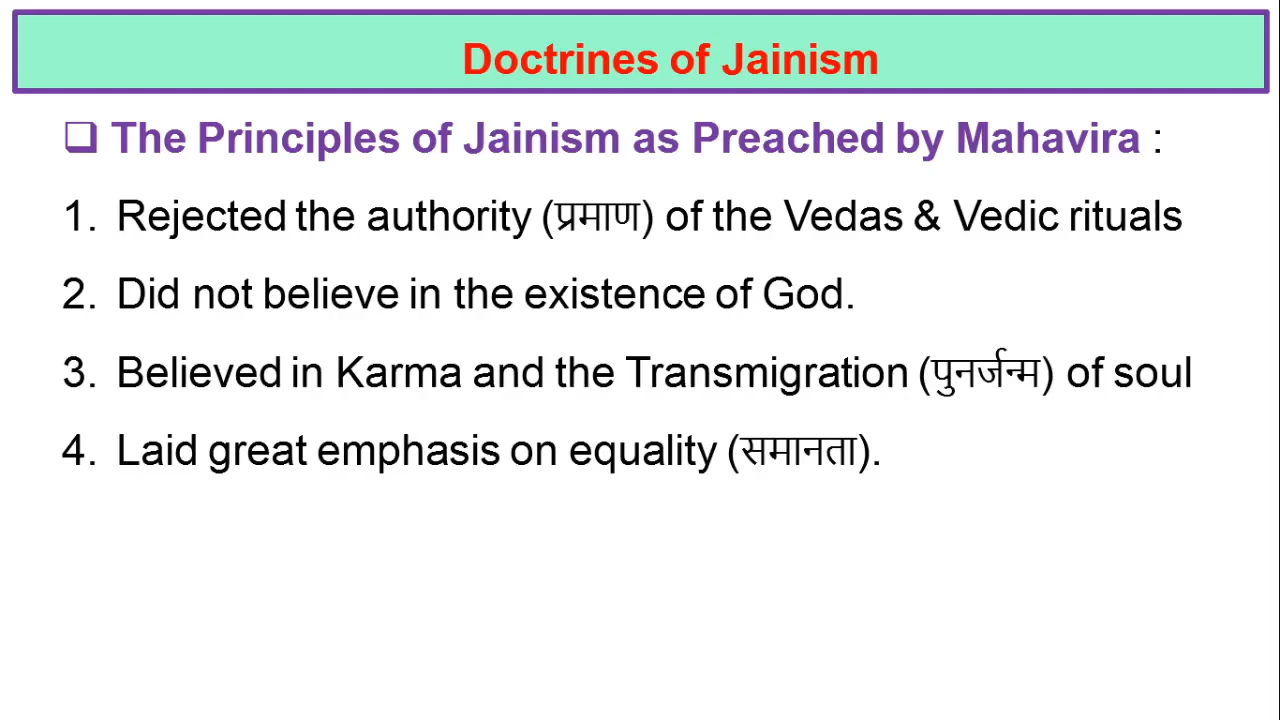 Doctrines of Jainism
❑ The Principles of Jainism as Preached by Mahavira :
1. Rejected the authority (प्रमाण) of the Vedas & Vedic rituals
2. Did not believe in the existence of God.
3. Believed in Karma and the Transmigration (पुनर्जन्म) of soul
4. Laid great emphasis on equality (समानता).